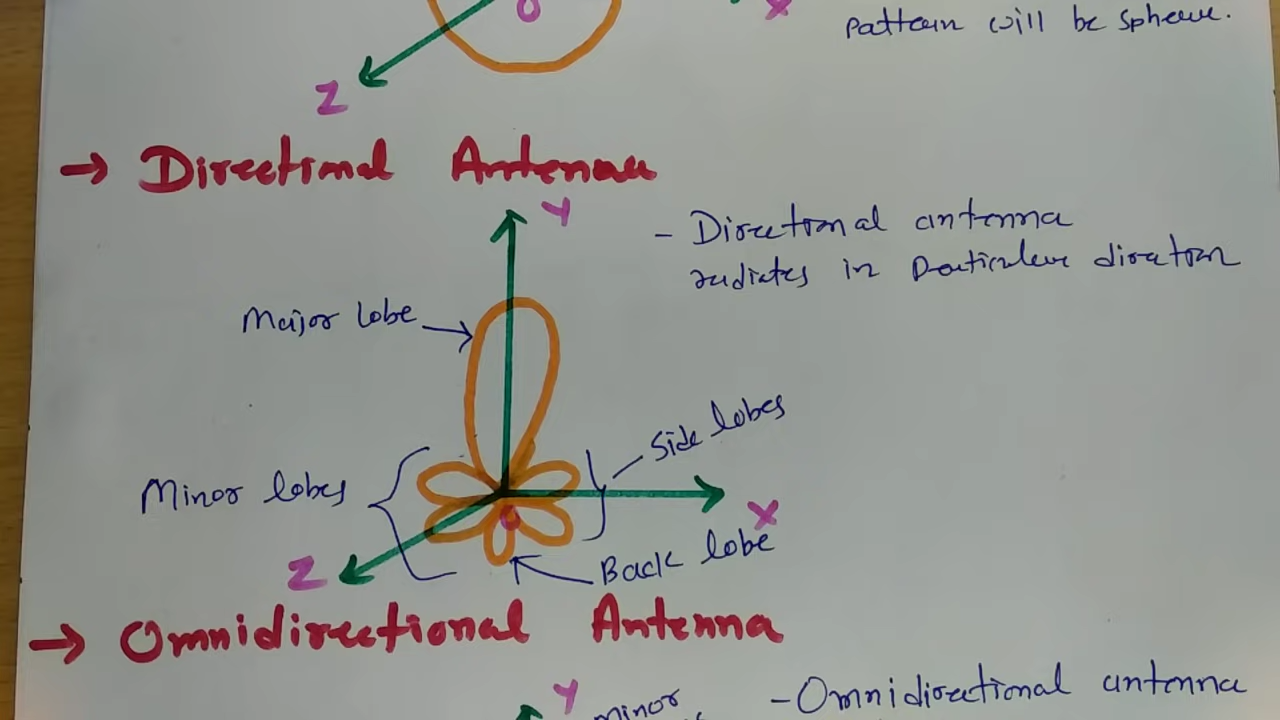 O
X
pattern will be sphere.
Z
→ Directional Antenna
Y
- Directional antenna
radiates in particular direction
Major lobe
Side lobes
Minor lobes
O
X
Z
Back lobe
→ Omnidirectional Antenna
Y
minor
- Omnidirectional antenna